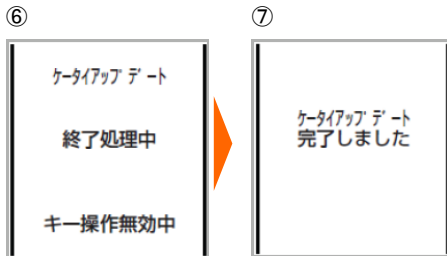 ⑥
ｹｰﾀｲｱｯﾌﾟﾃﾞｰﾄ
終了処理中
キー操作無効中
⑦
ｹｰﾀｲｱｯﾌﾟﾃﾞｰﾄ
完了しました